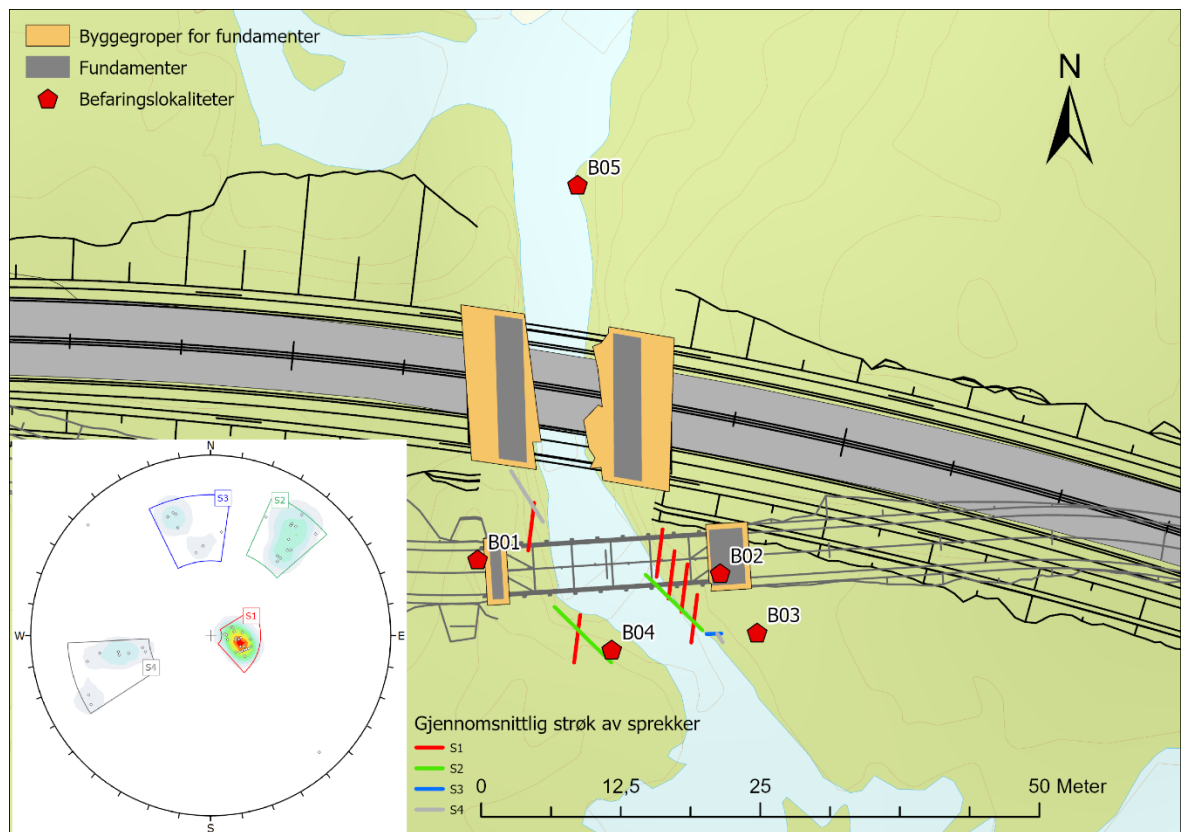 Byggegroper for fundamenter
Fundamenter
Befaringslokaliteter
N
B05
B01
B02
B03
B04
N
S3
S2
S1
W
E
S4
S
Gjennomsnittlig strøk av sprekker
S1
S2
S3
S4
0 12,5 25 50 Meter